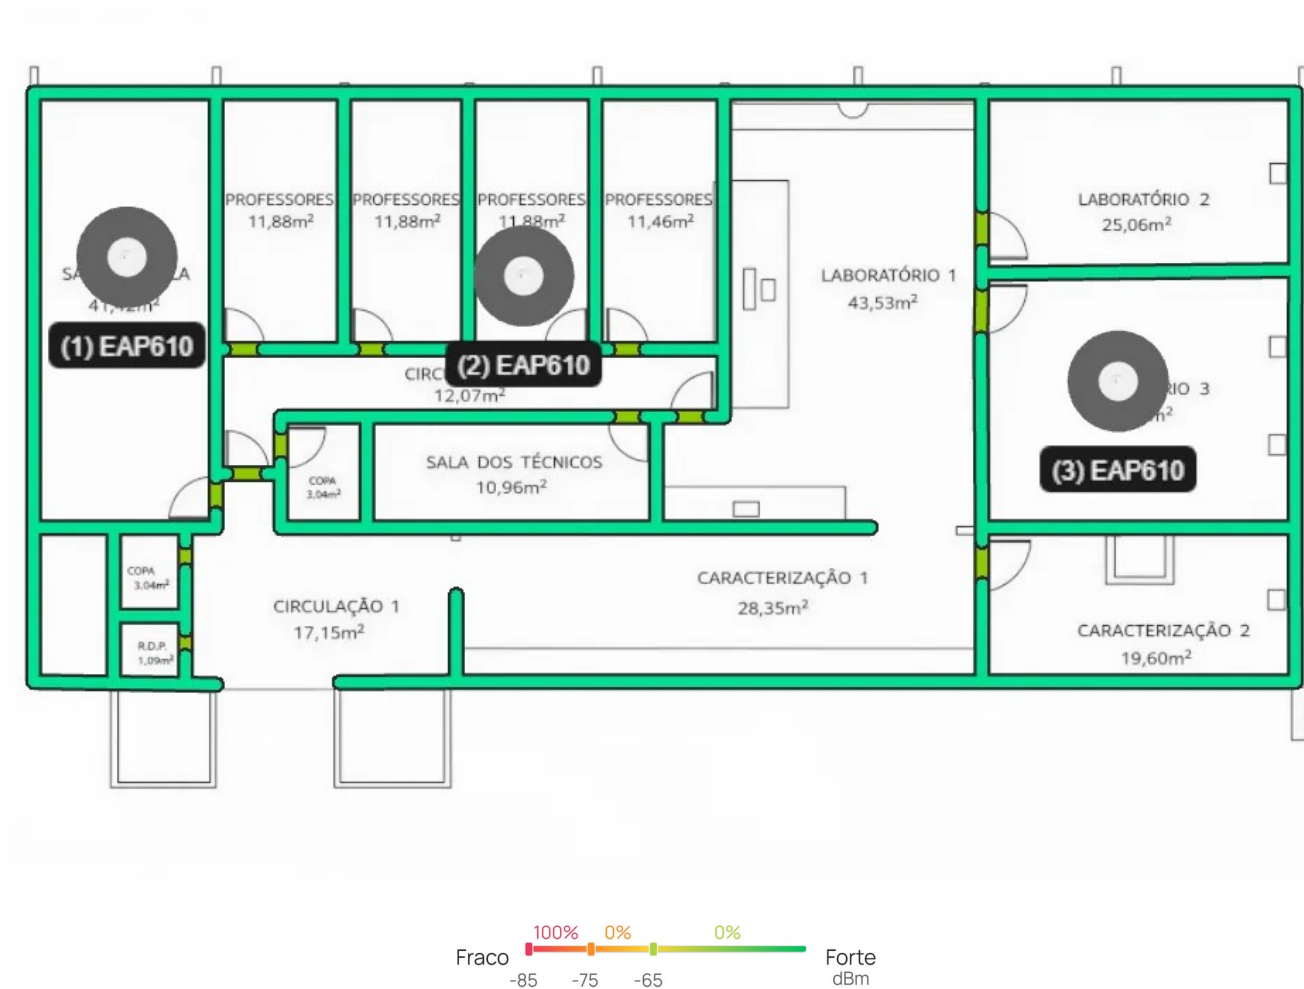 PROFESSORES
11,88m²
PROFESSORES
11,88m²
PROFESSORES
11,88m²
PROFESSORES
11,46m²
LABORATÓRIO 2
25,06m²
LABORATÓRIO 1
43,53m²
(1) EAP610
(2) EAP610
12,07m²
3
(3) EAP610
SALA DOS TÉCNICOS
10,96m²
COPA
3,04m²
COPA
3,04m²
R.D.P.
1,09m²
CIRCULAÇÃO 1
17,15m²
CARACTERIZAÇÃO 1
28,35m²
CARACTERIZAÇÃO 2
19,60m²
100% 0% 0%
Fraco Forte
-85 -75 -65 dBm